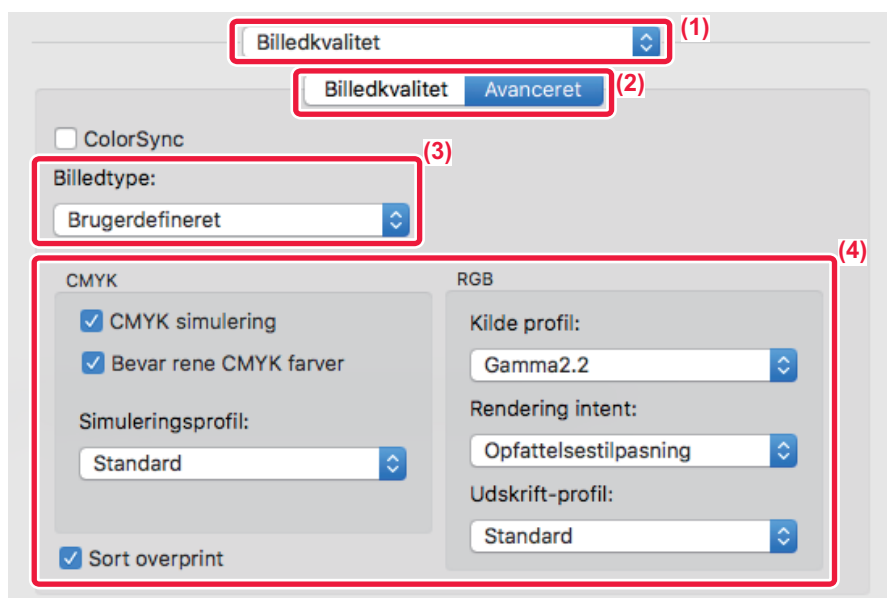 Billedkvalitet
(1)
Billedkvalitet Avanceret
(2)
ColorSync
(3)
Billedtype:
Brugerdefineret
(4)
CMYK
CMYK simulering
Bevar rene CMYK farver
Simuleringsprofil:
Standard
Sort overprint
RGB
Kilde profil:
Gamma2.2
Rendering intent:
Opfattelsestilpasning
Udskrift-profil:
Standard